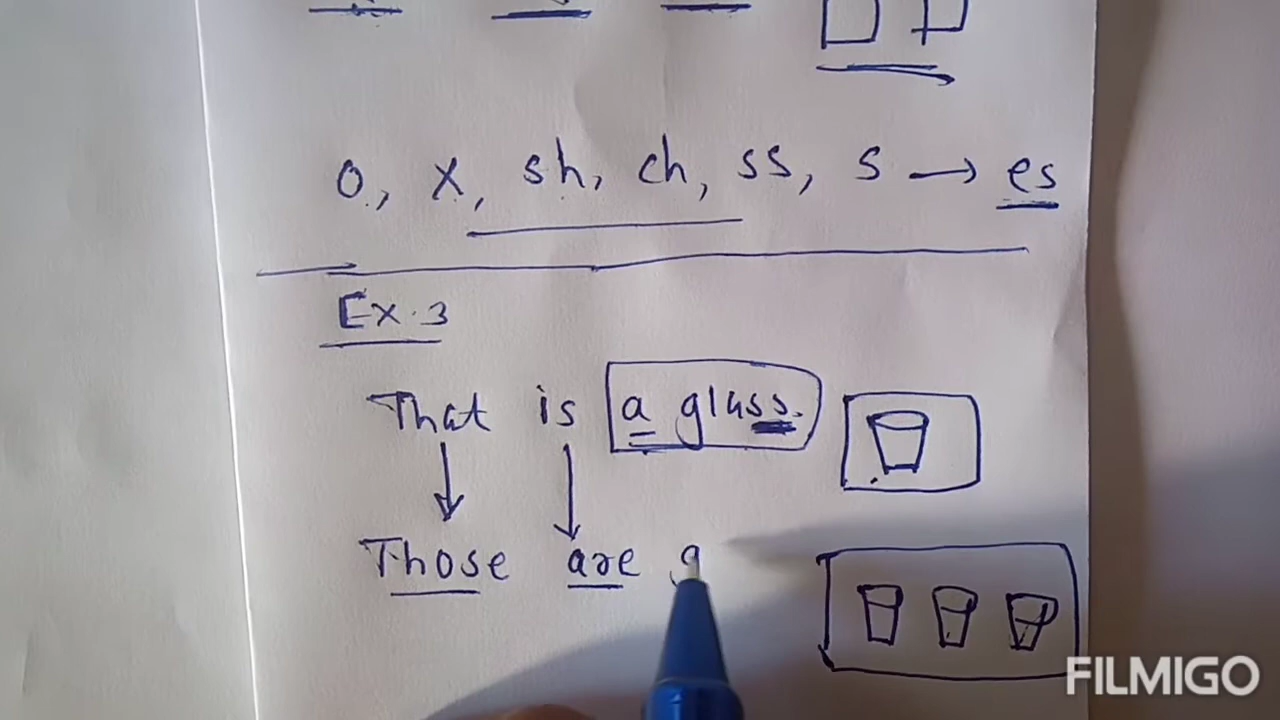 o, x, sh, ch, ss, s → es
Ex.3
That is a glass.
Those are g
FILMIGO